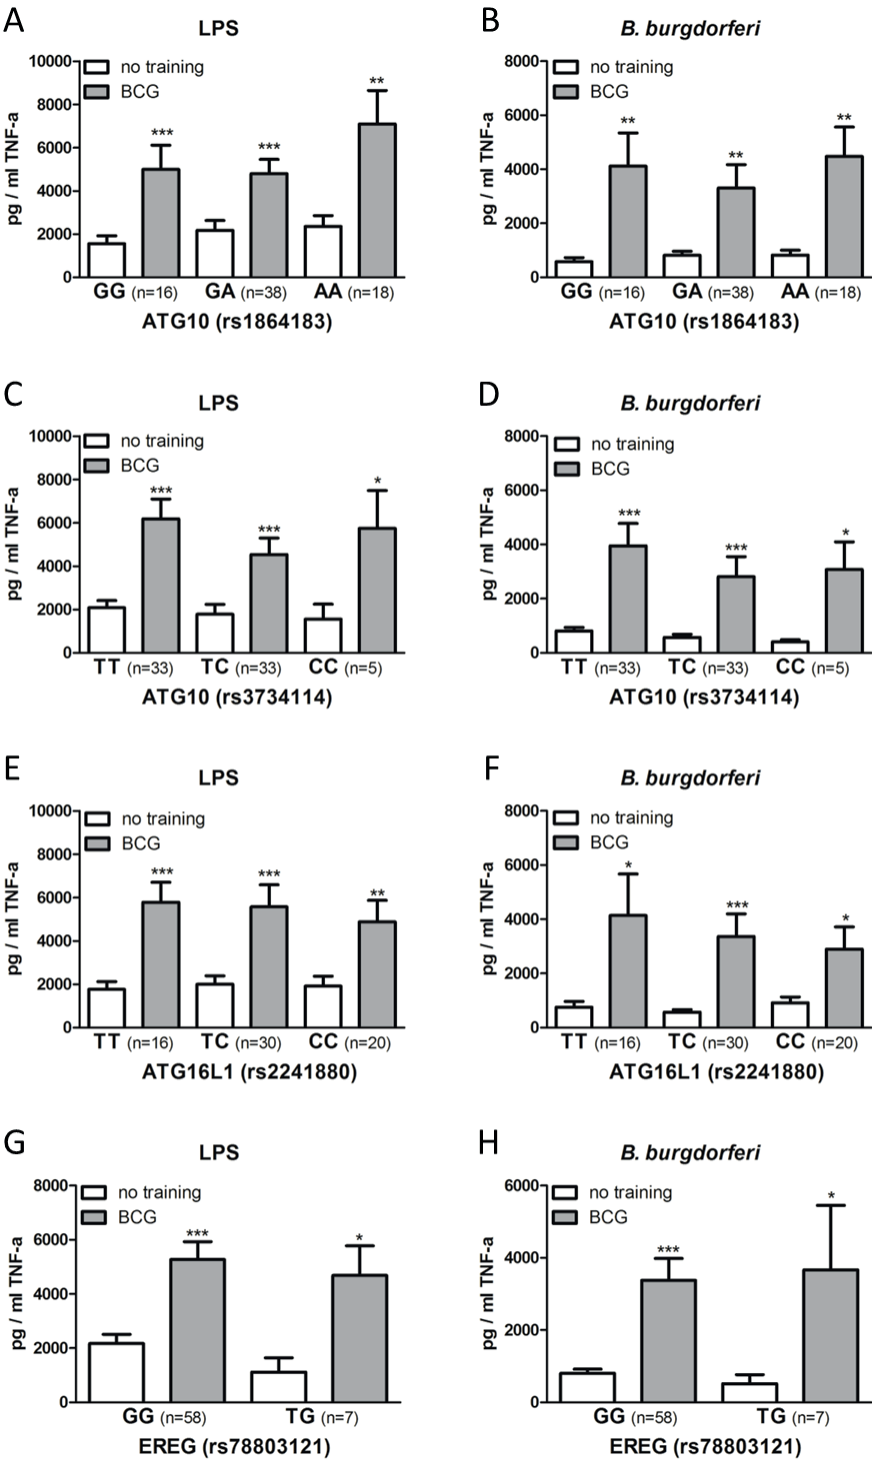 A
LPS
no training
BCG
pg / ml TNF-a
10000
8000
6000
4000
2000
0
***
***
**
GG (n=16) GA (n=38) AA (n=18)
ATG10 (rs1864183)
B
B. burgdorferi
no training
BCG
pg / ml TNF-a
8000
6000
4000
2000
0
**
**
**
GG (n=16) GA (n=38) AA (n=18)
ATG10 (rs1864183)
C
LPS
no training
BCG
pg / ml TNF-a
10000
8000
6000
4000
2000
0
***
***
*
TT (n=33) TC (n=33) CC (n=5)
ATG10 (rs3734114)
D
B. burgdorferi
no training
BCG
pg / ml TNF-a
8000
6000
4000
2000
0
***
***
*
TT (n=33) TC (n=33) CC (n=5)
ATG10 (rs3734114)
E
LPS
no training
BCG
pg / ml TNF-a
10000
8000
6000
4000
2000
0
***
***
**
TT (n=16) TC (n=30) CC (n=20)
ATG16L1 (rs2241880)
F
B. burgdorferi
no training
BCG
pg / ml TNF-a
8000
6000
4000
2000
0
*
***
*
TT (n=16) TC (n=30) CC (n=20)
ATG16L1 (rs2241880)
G
LPS
no training
BCG
pg / ml TNF-a
8000
6000
4000
2000
0
***
*
GG (n=58) TG (n=7)
EREG (rs78803121)
H
B. burgdorferi
no training
BCG
pg / ml TNF-a
6000
4000
2000
0
***
*
GG (n=58) TG (n=7)
EREG (rs78803121)